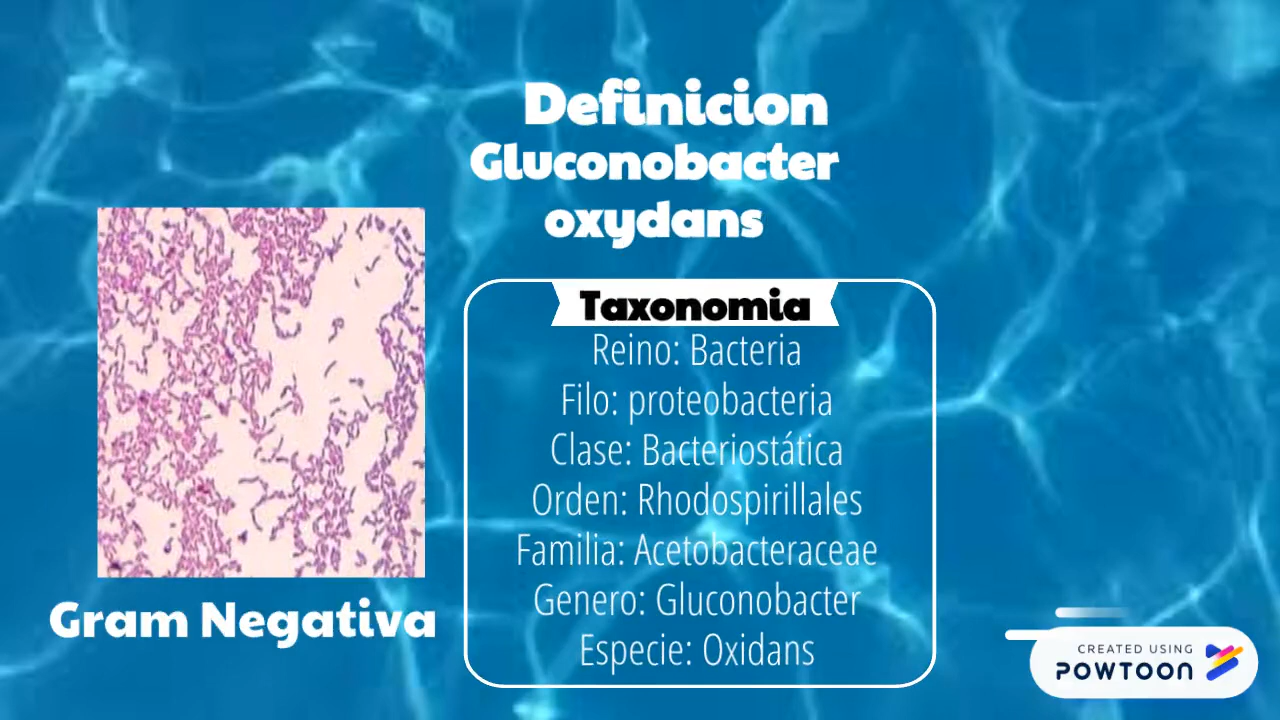 Definicion
Gluconobacter
oxydans
Taxonomia
Reino: Bacteria
Filo: proteobacteria
Clase: Bacteriostática
Orden: Rhodospirillales
Familia: Acetobacteraceae
Genero: Gluconobacter
Especie: Oxidans
Gram Negativa
CREATED USING
POWTOON